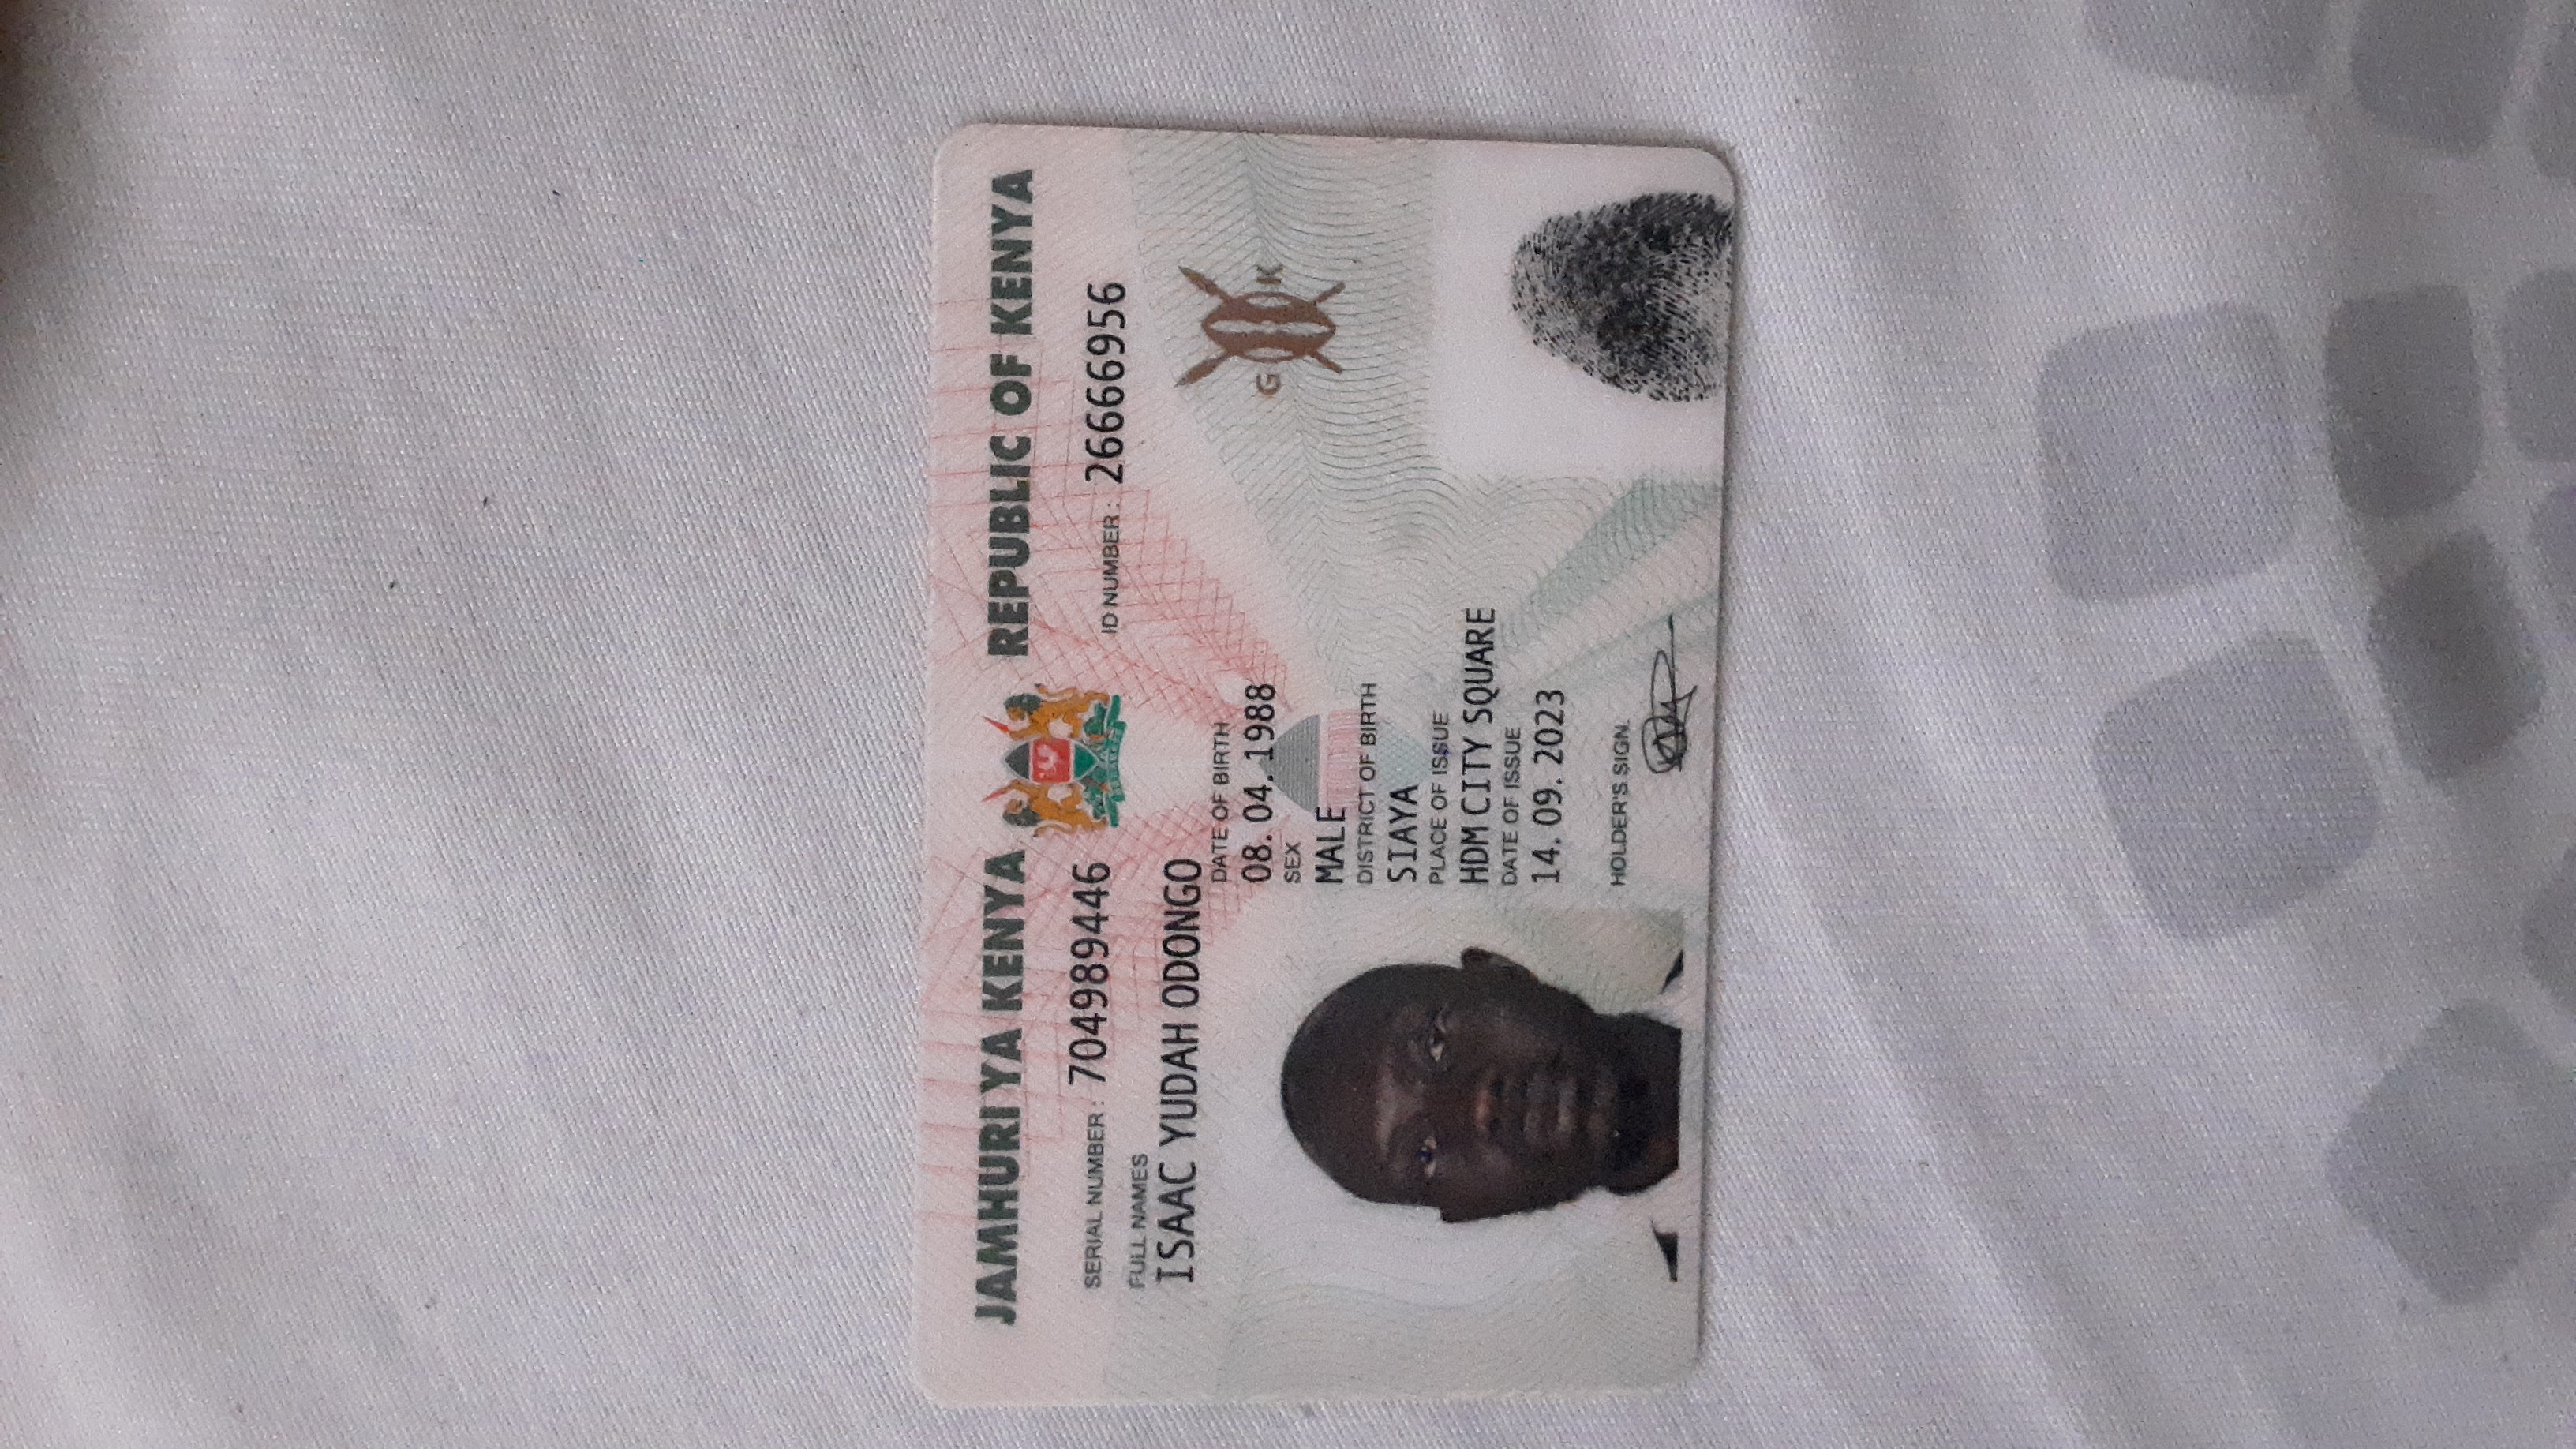 JAMHURI YA KENYA REPUBLIC OF KENYA
SERIAL NUMBER: 704989446 ID NUMBER: 266669956
FULL NAMES
ISAAC YUDAH ODONGO
DATE OF BIRTH
08. 04. 1988
SEX
MALE
DISTRICT OF BIRTH
SIAYA
PLACE OF ISSUE
HDM CITY SQUARE
DATE OF ISSUE
14. 09. 2023
HOLDER'S SIGN.
G K